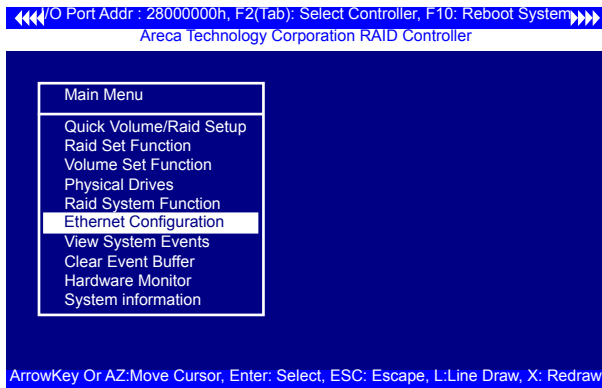 I/O Port Addr : 28000000h, F2(Tab): Select Controller, F10: Reboot System
Areca Technology Corporation RAID Controller
Main Menu
Quick Volume/Raid Setup
Raid Set Function
Volume Set Function
Physical Drives
Raid System Function
Ethernet Configuration
View System Events
Clear Event Buffer
Hardware Monitor
System information
ArrowKey Or AZ:Move Cursor, Enter: Select, ESC: Escape, L:Line Draw, X: Redraw